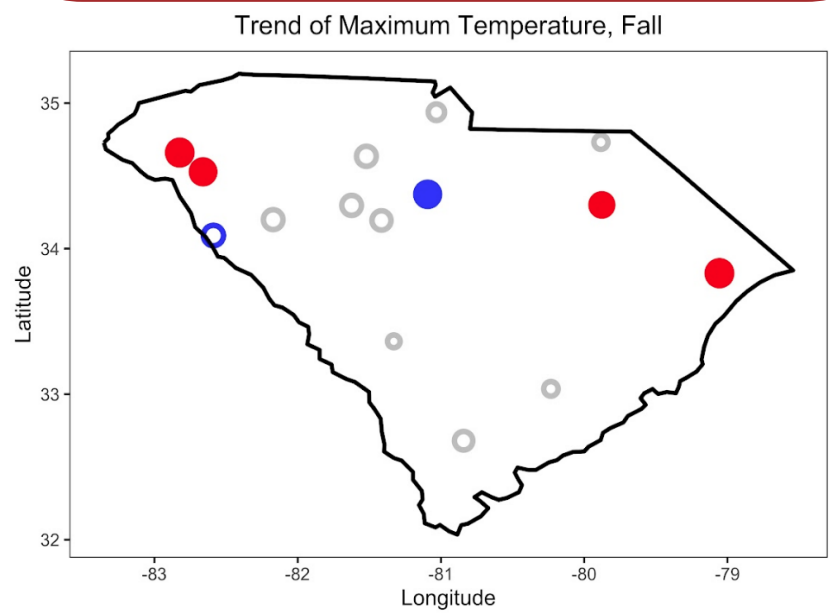 Trend of Maximum Temperature, Fall
35
34
33
32
Latitude
-83 -82 -81 -80 -79
Longitude